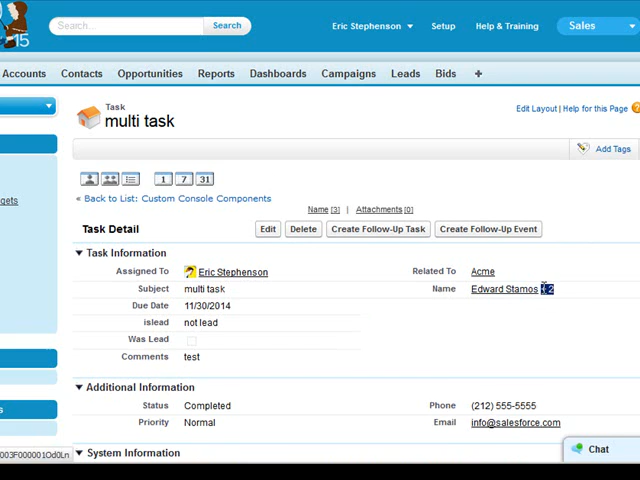 15
Search...
Search
Eric Stephenson
Setup
Help & Training
Sales
Accounts
Contacts
Opportunities
Reports
Dashboards
Campaigns
Leads
Bids
+
Task
multi task
Edit Layout | Help for this Page
Add Tags
gets
1
7
31
« Back to List: Custom Console Components
Name [3] | Attachments [0]
Task Detail
Edit
Delete
Create Follow-Up Task
Create Follow-Up Event
Task Information
Assigned To
Eric Stephenson
Related To
Acme
Subject
multi task
Name
Edward Stamos
Due Date
11/30/2014
islead
not lead
Was Lead
Comments
test
Additional Information
Status
Completed
Phone
(212) 555-5555
Priority
Normal
Email
info@salesforce.com
s
System Information
Chat